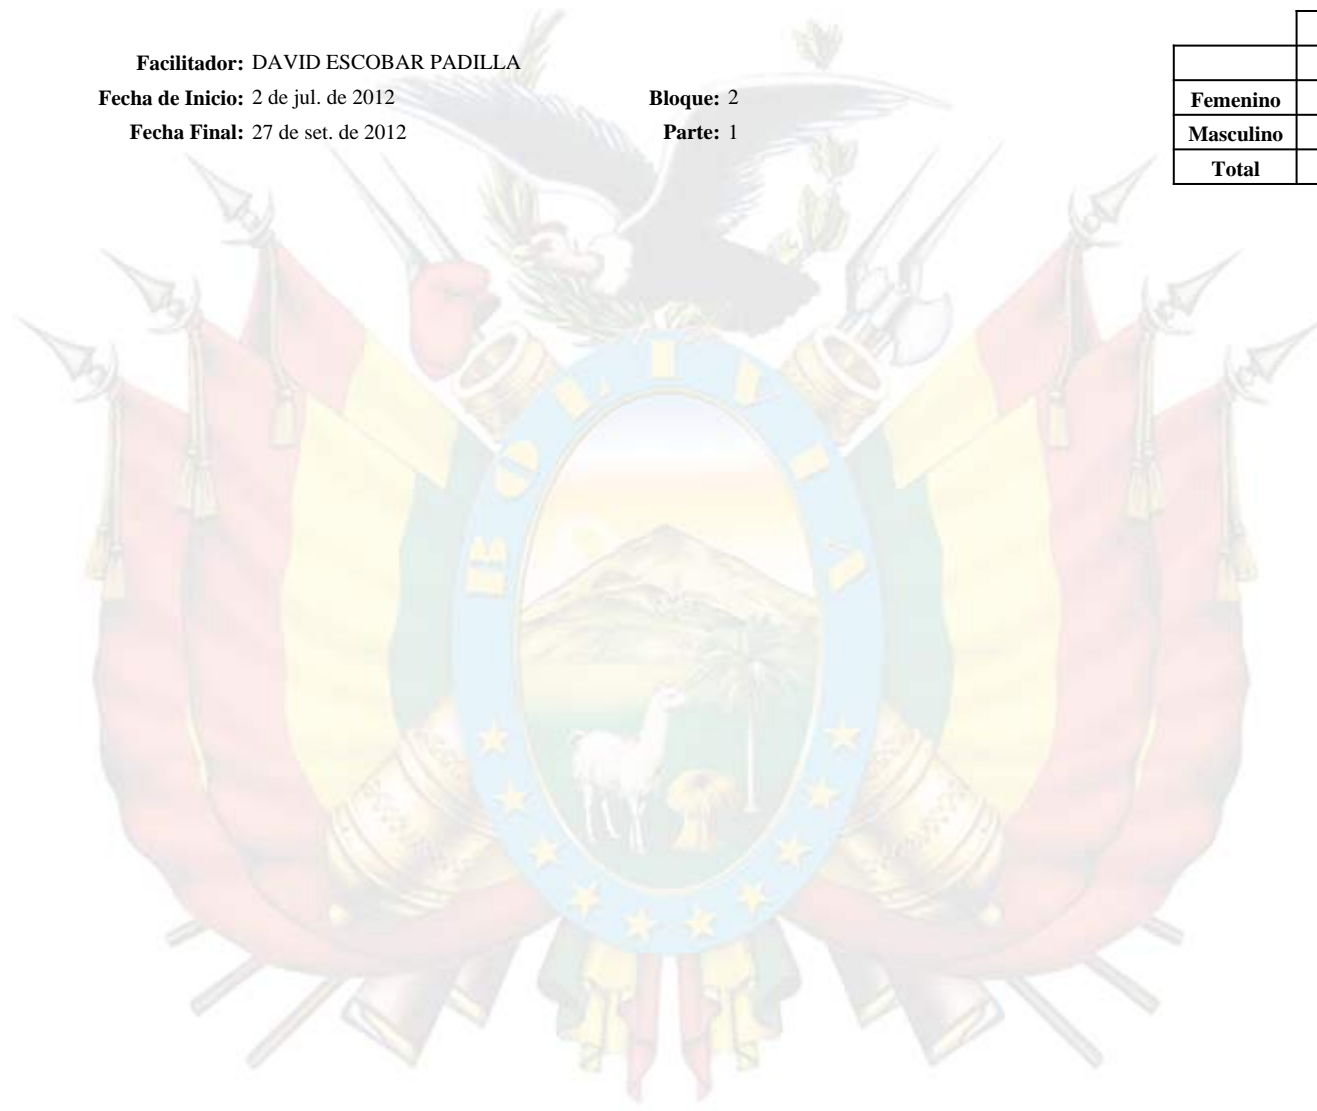 Facilitador: DAVID ESCOBAR PADILLA
Fecha de Inicio: 2 de jul. de 2012 Bloque: 2
Fecha Final: 27 de set. de 2012 Parte: 1
Femenino
Masculino
Total
BOLIVIA